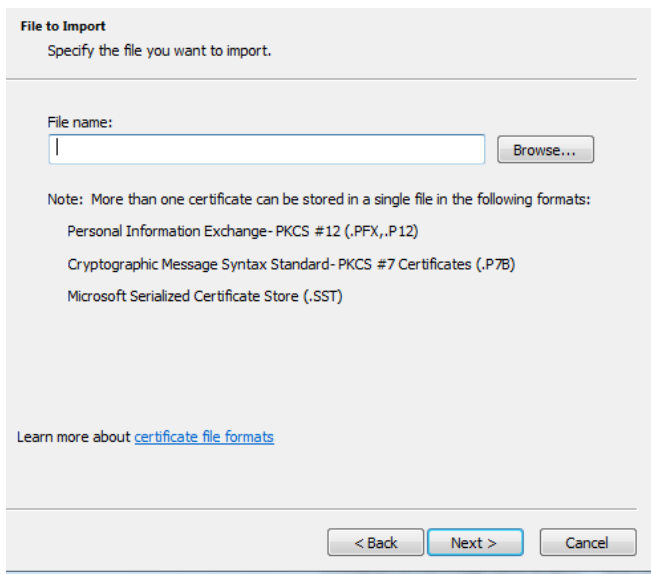 File to Import
Specify the file you want to import.
File name:
Browse...
Note: More than one certificate can be stored in a single file in the following formats:
Personal Information Exchange- PKCS #12 (.PFX,.P12)
Cryptographic Message Syntax Standard- PKCS #7 Certificates (.P7B)
Microsoft Serialized Certificate Store (.SST)
Learn more about certificate file formats
< Back Next > Cancel